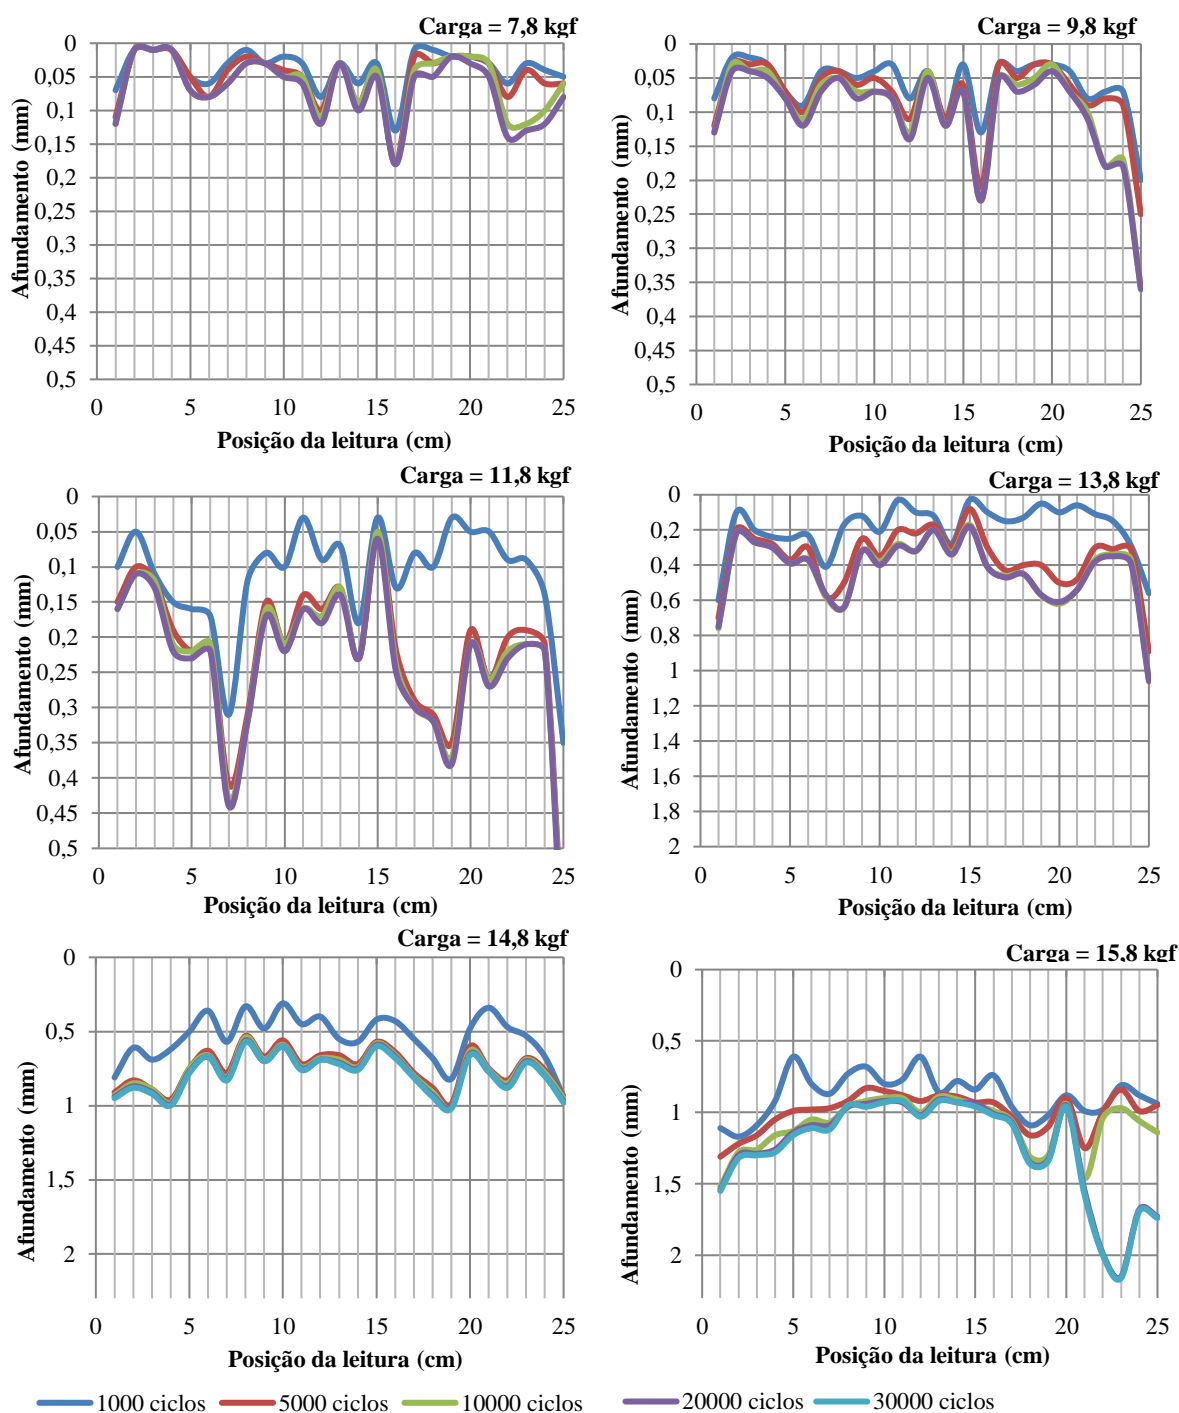 Carga = 7,8 kgf
0
0,05
0,1
0,15
0,2
0,25
0,3
0,35
0,4
0,45
0,5
Afundamento (mm)
0 5 10 15 20 25
Posição da leitura (cm)
Carga = 9,8 kgf
0
0,05
0,1
0,15
0,2
0,25
0,3
0,35
0,4
0,45
0,5
Afundamento (mm)
0 5 10 15 20 25
Posição da leitura (cm)
Carga = 11,8 kgf
0
0,05
0,1
0,15
0,2
0,25
0,3
0,35
0,4
0,45
0,5
Afundamento (mm)
0 5 10 15 20 25
Posição da leitura (cm)
Carga = 13,8 kgf
0
0,2
0,4
0,6
0,8
1
1,2
1,4
1,6
1,8
2
Afundamento (mm)
0 5 10 15 20 25
Posição da leitura (cm)
Carga = 14,8 kgf
0
0,5
1
1,5
2
Afundamento (mm)
0 5 10 15 20 25
Posição da leitura (cm)
Carga = 15,8 kgf
0
0,5
1
1,5
2
Afundamento (mm)
0 5 10 15 20 25
Posição da leitura (cm)
1000 ciclos 5000 ciclos 10000 ciclos 20000 ciclos 30000 ciclos